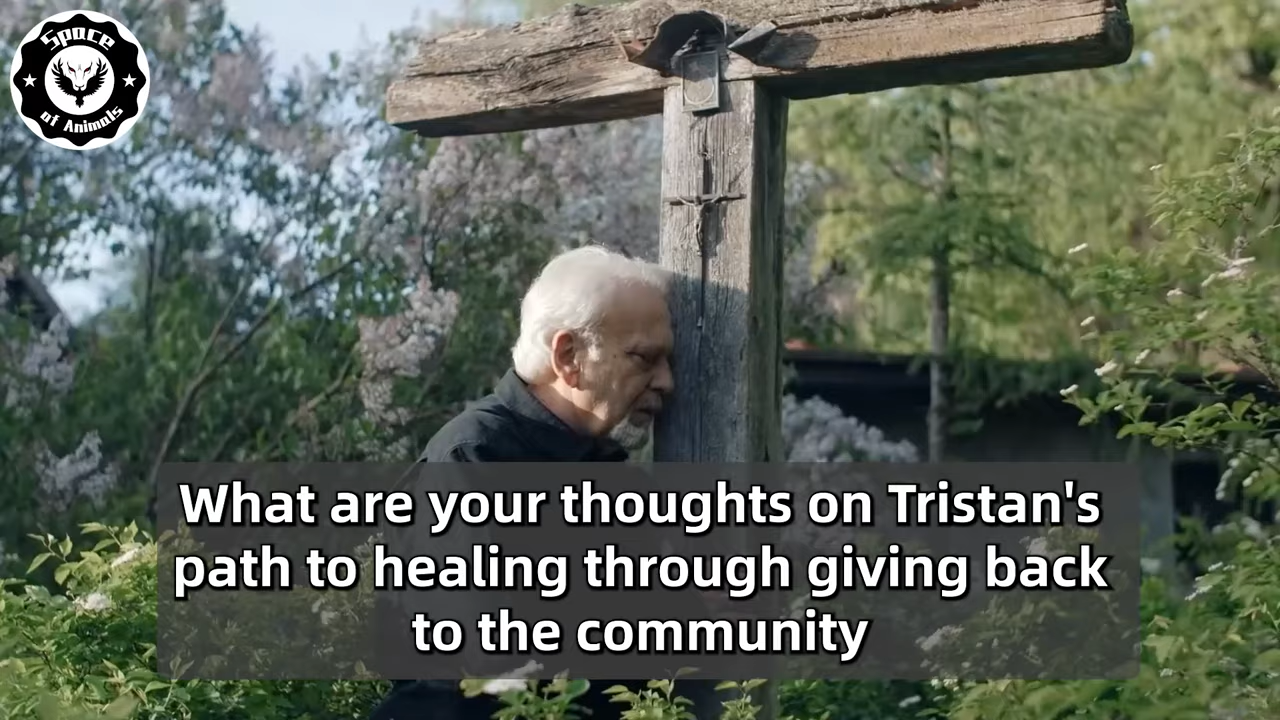 Space
of Animals
What are your thoughts on Tristan's
path to healing through giving back
to the community